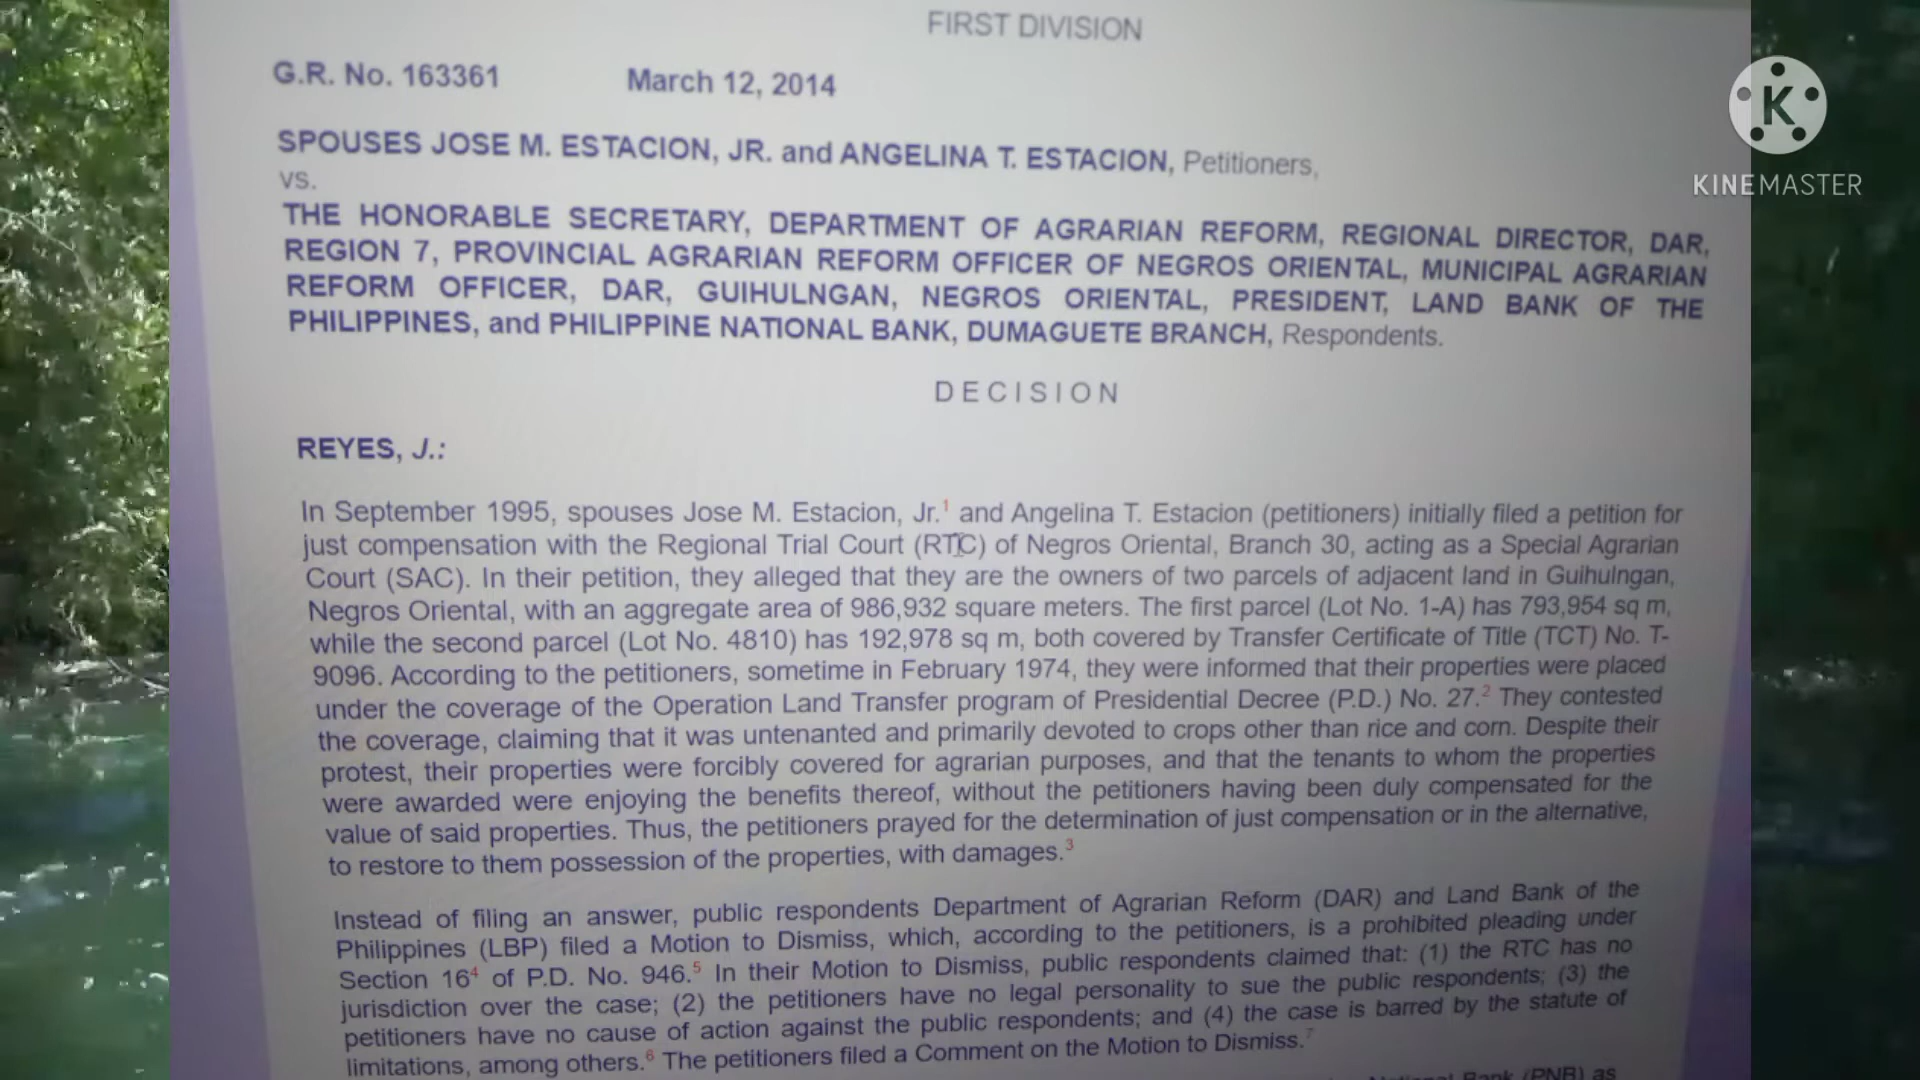 FIRST DIVISION
G.R. No. 163361 March 12, 2014
K
KINEMASTER
SPOUSES JOSE M. ESTACION, JR. and ANGELINA T. ESTACION, Petitioners,
vs.
THE HONORABLE SECRETARY, DEPARTMENT OF AGRARIAN REFORM, REGIONAL DIRECTOR, DAR,
REGION 7, PROVINCIAL AGRARIAN REFORM OFFICER OF NEGROS ORIENTAL, MUNICIPAL AGRARIAN
REFORM OFFICER, DAR, GUIHULNGAN, NEGROS ORIENTAL, PRESIDENT, LAND BANK OF THE
PHILIPPINES, and PHILIPPINE NATIONAL BANK, DUMAGUETE BRANCH, Respondents.
D E C I S I O N
REYES, J.:
In September 1995, spouses Jose M. Estacion, Jr.1 and Angelina T. Estacion (petitioners) initially filed a petition for
just compensation with the Regional Trial Court (RTC) of Negros Oriental, Branch 30, acting as a Special Agrarian
Court (SAC). In their petition, they alleged that they are the owners of two parcels of adjacent land in Guihulngan,
Negros Oriental, with an aggregate area of 986,932 square meters. The first parcel (Lot No. 1-A) has 793,954 sq m,
while the second parcel (Lot No. 4810) has 192,978 sq m, both covered by Transfer Certificate of Title (TCT) No. T-
9096. According to the petitioners, sometime in February 1974, they were informed that their properties were placed
under the coverage of the Operation Land Transfer program of Presidential Decree (P.D.) No. 27.2 They contested
the coverage, claiming that it was untenanted and primarily devoted to crops other than rice and corn. Despite their
protest, their properties were forcibly covered for agrarian purposes, and that the tenants to whom the properties
were awarded were enjoying the benefits thereof, without the petitioners having been duly compensated for the
value of said properties. Thus, the petitioners prayed for the determination of just compensation or in the alternative,
to restore to them possession of the properties, with damages.3
Instead of filing an answer, public respondents Department of Agrarian Reform (DAR) and Land Bank of the
Philippines (LBP) filed a Motion to Dismiss, which, according to the petitioners, is a prohibited pleading under
Section 164 of P.D. No. 946.5 In their Motion to Dismiss, public respondents claimed that: (1) the RTC has no
jurisdiction over the case; (2) the petitioners have no legal personality to sue the public respondents; (3) the
petitioners have no cause of action against the public respondents; and (4) the case is barred by the statute of
limitations, among others.6 The petitioners filed a Comment on the Motion to Dismiss.7
Bank (PNB) as